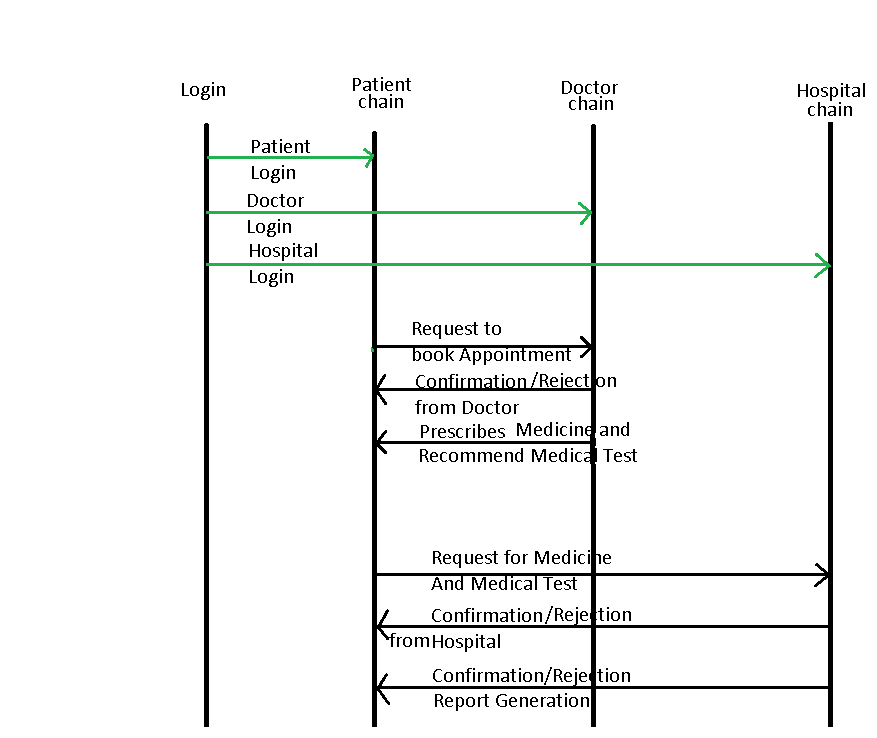 Login
Patient
chain
Doctor
chain
Hospital
chain
Patient
Login
Doctor
Login
Hospital
Login
Request to
book Appointment
Confirmation/Rejection
from Doctor
Prescribes Medicine and
Recommend Medical Test
Request for Medicine
And Medical Test
Confirmation/Rejection
from Hospital
Confirmation/Rejection
Report Generation